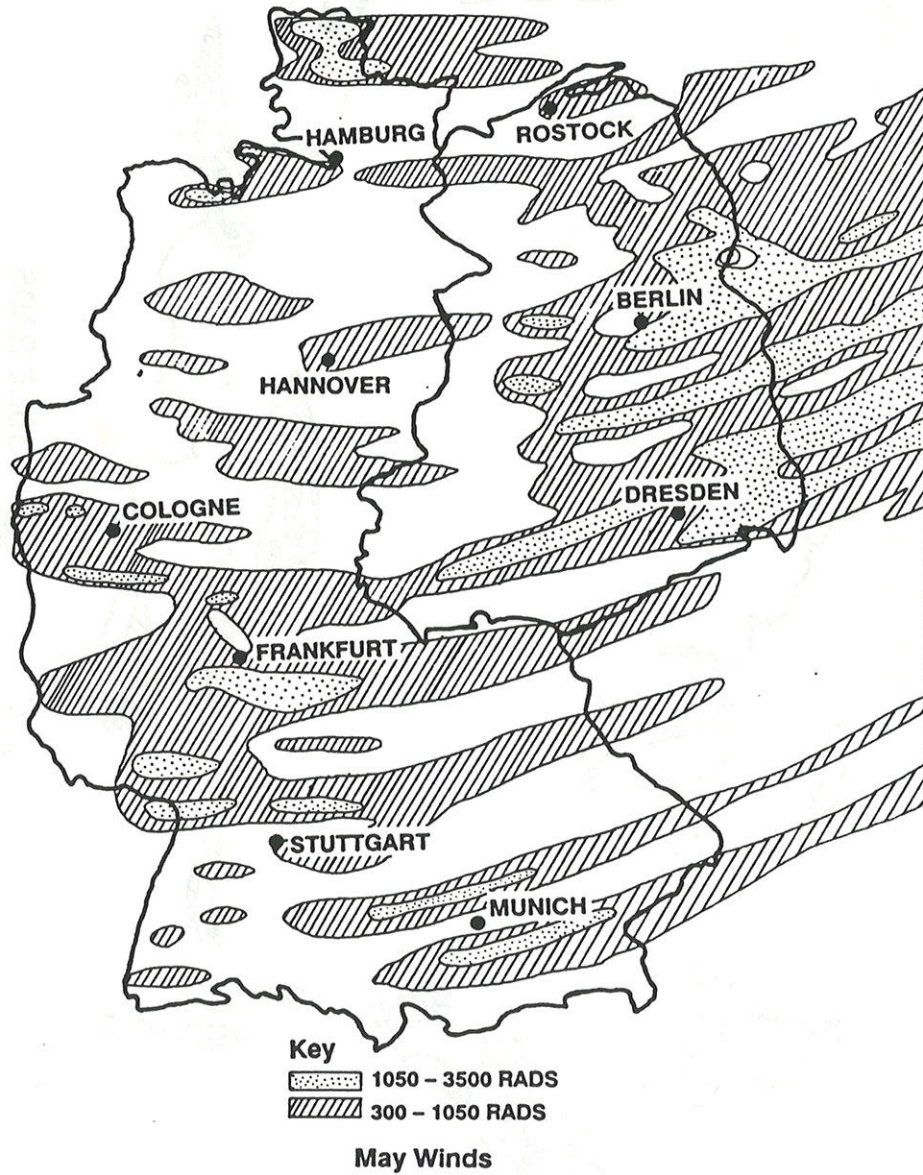 HAMBURG
ROSTOCK
BERLIN
HANNOVER
COLOGNE
DRESDEN
FRANKFURT
STUTTGART
MUNICH
Key
1050 – 3500 RADS
300 – 1050 RADS
May Winds